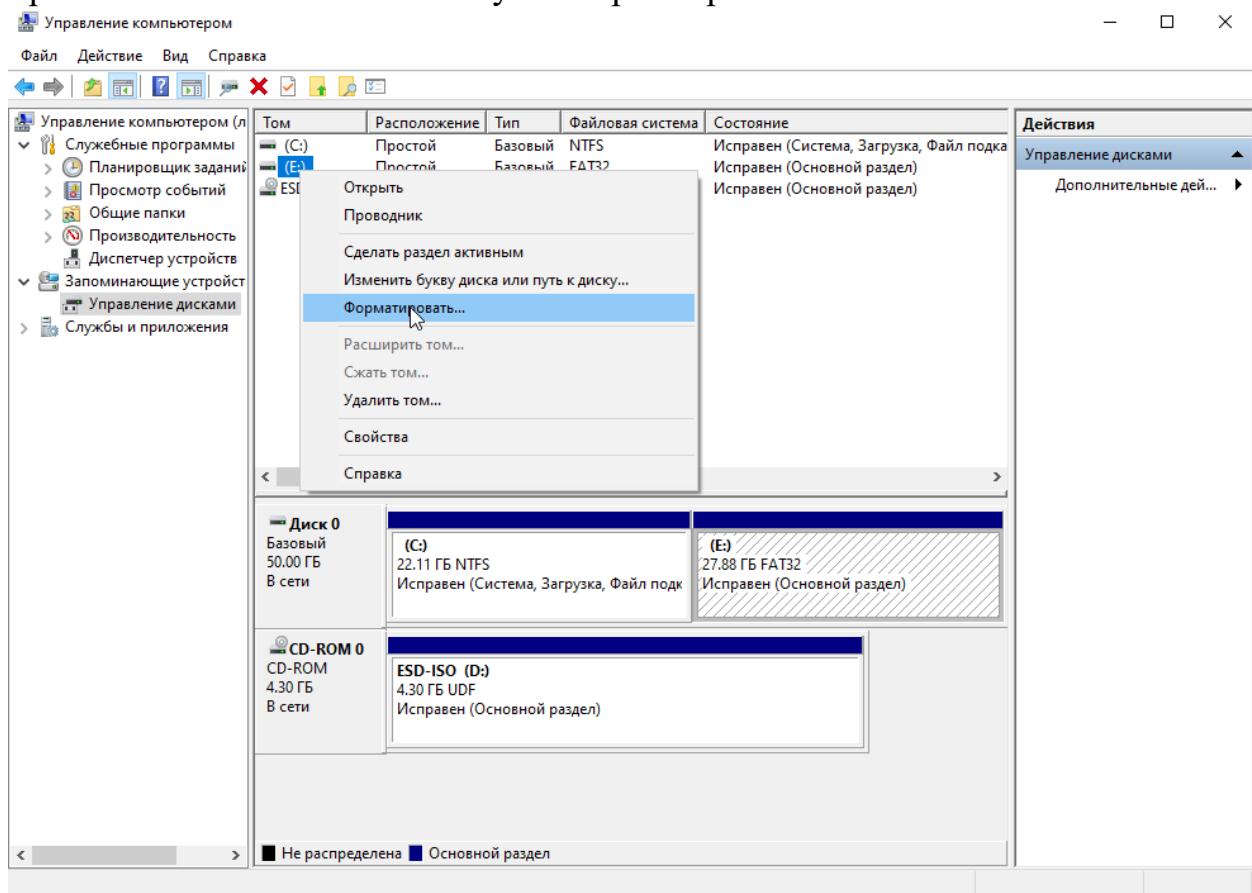 Управление компьютером
Файл Действие Вид Справка
Управление компьютером (л
Служебные программы
Планировщик заданий
Просмотр событий
Общие папки
Производительность
Диспетчер устройств
Запоминающие устройст
Управление дисками
Службы и приложения
Том Расположение Тип Файловая система Состояние
(C:) Простой Базовый NTFS Исправен (Система, Загрузка, Файл подка
(E:) Простой Базовый FAT32 Исправен (Основной раздел)
ESD Исправен (Основной раздел)
Открыть
Проводник
Сделать раздел активным
Изменить букву диска или путь к диску...
Форматировать...
Расширить том...
Сжать том...
Удалить том...
Свойства
Справка
Действия
Управление дисками
Дополнительные дей...
Диск 0
Базовый
50.00 ГБ
В сети
(C:)
22.11 ГБ NTFS
Исправен (Система, Загрузка, Файл подк
(E:)
27.88 ГБ FAT32
Исправен (Основной раздел)
CD-ROM 0
CD-ROM
4.30 ГБ
В сети
ESD-ISO (D:)
4.30 ГБ UDF
Исправен (Основной раздел)
Не распределена Основной раздел